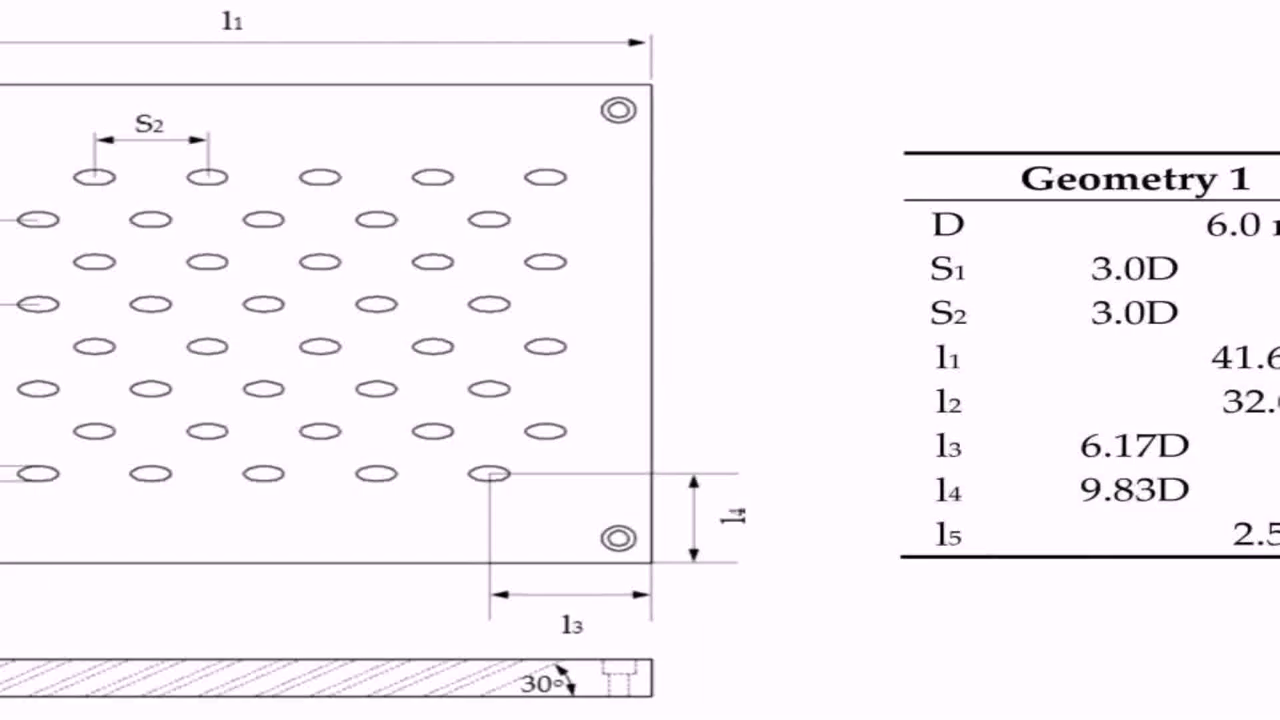 l1
S2
l4
l3
30°
Geometry 1
D 6.0
S1 3.0D
S2 3.0D
l1 41.6
l2 32.
l3 6.17D
l4 9.83D
l5 2.5